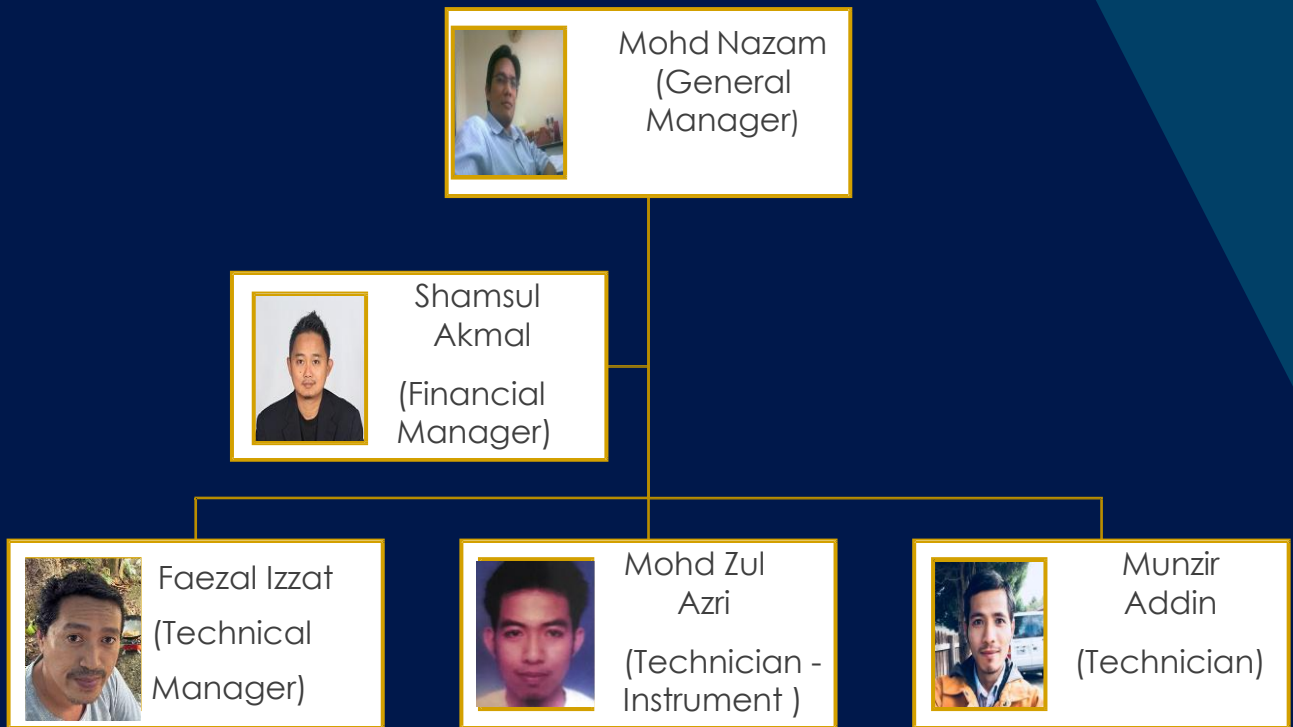 Mohd Nazam
(General
Manager)
Shamsul
Akmal
(Financial
Manager)
Faezal Izzat
(Technical
Manager)
Mohd Zul
Azri
(Technician -
Instrument )
Munzir
Addin
(Technician)